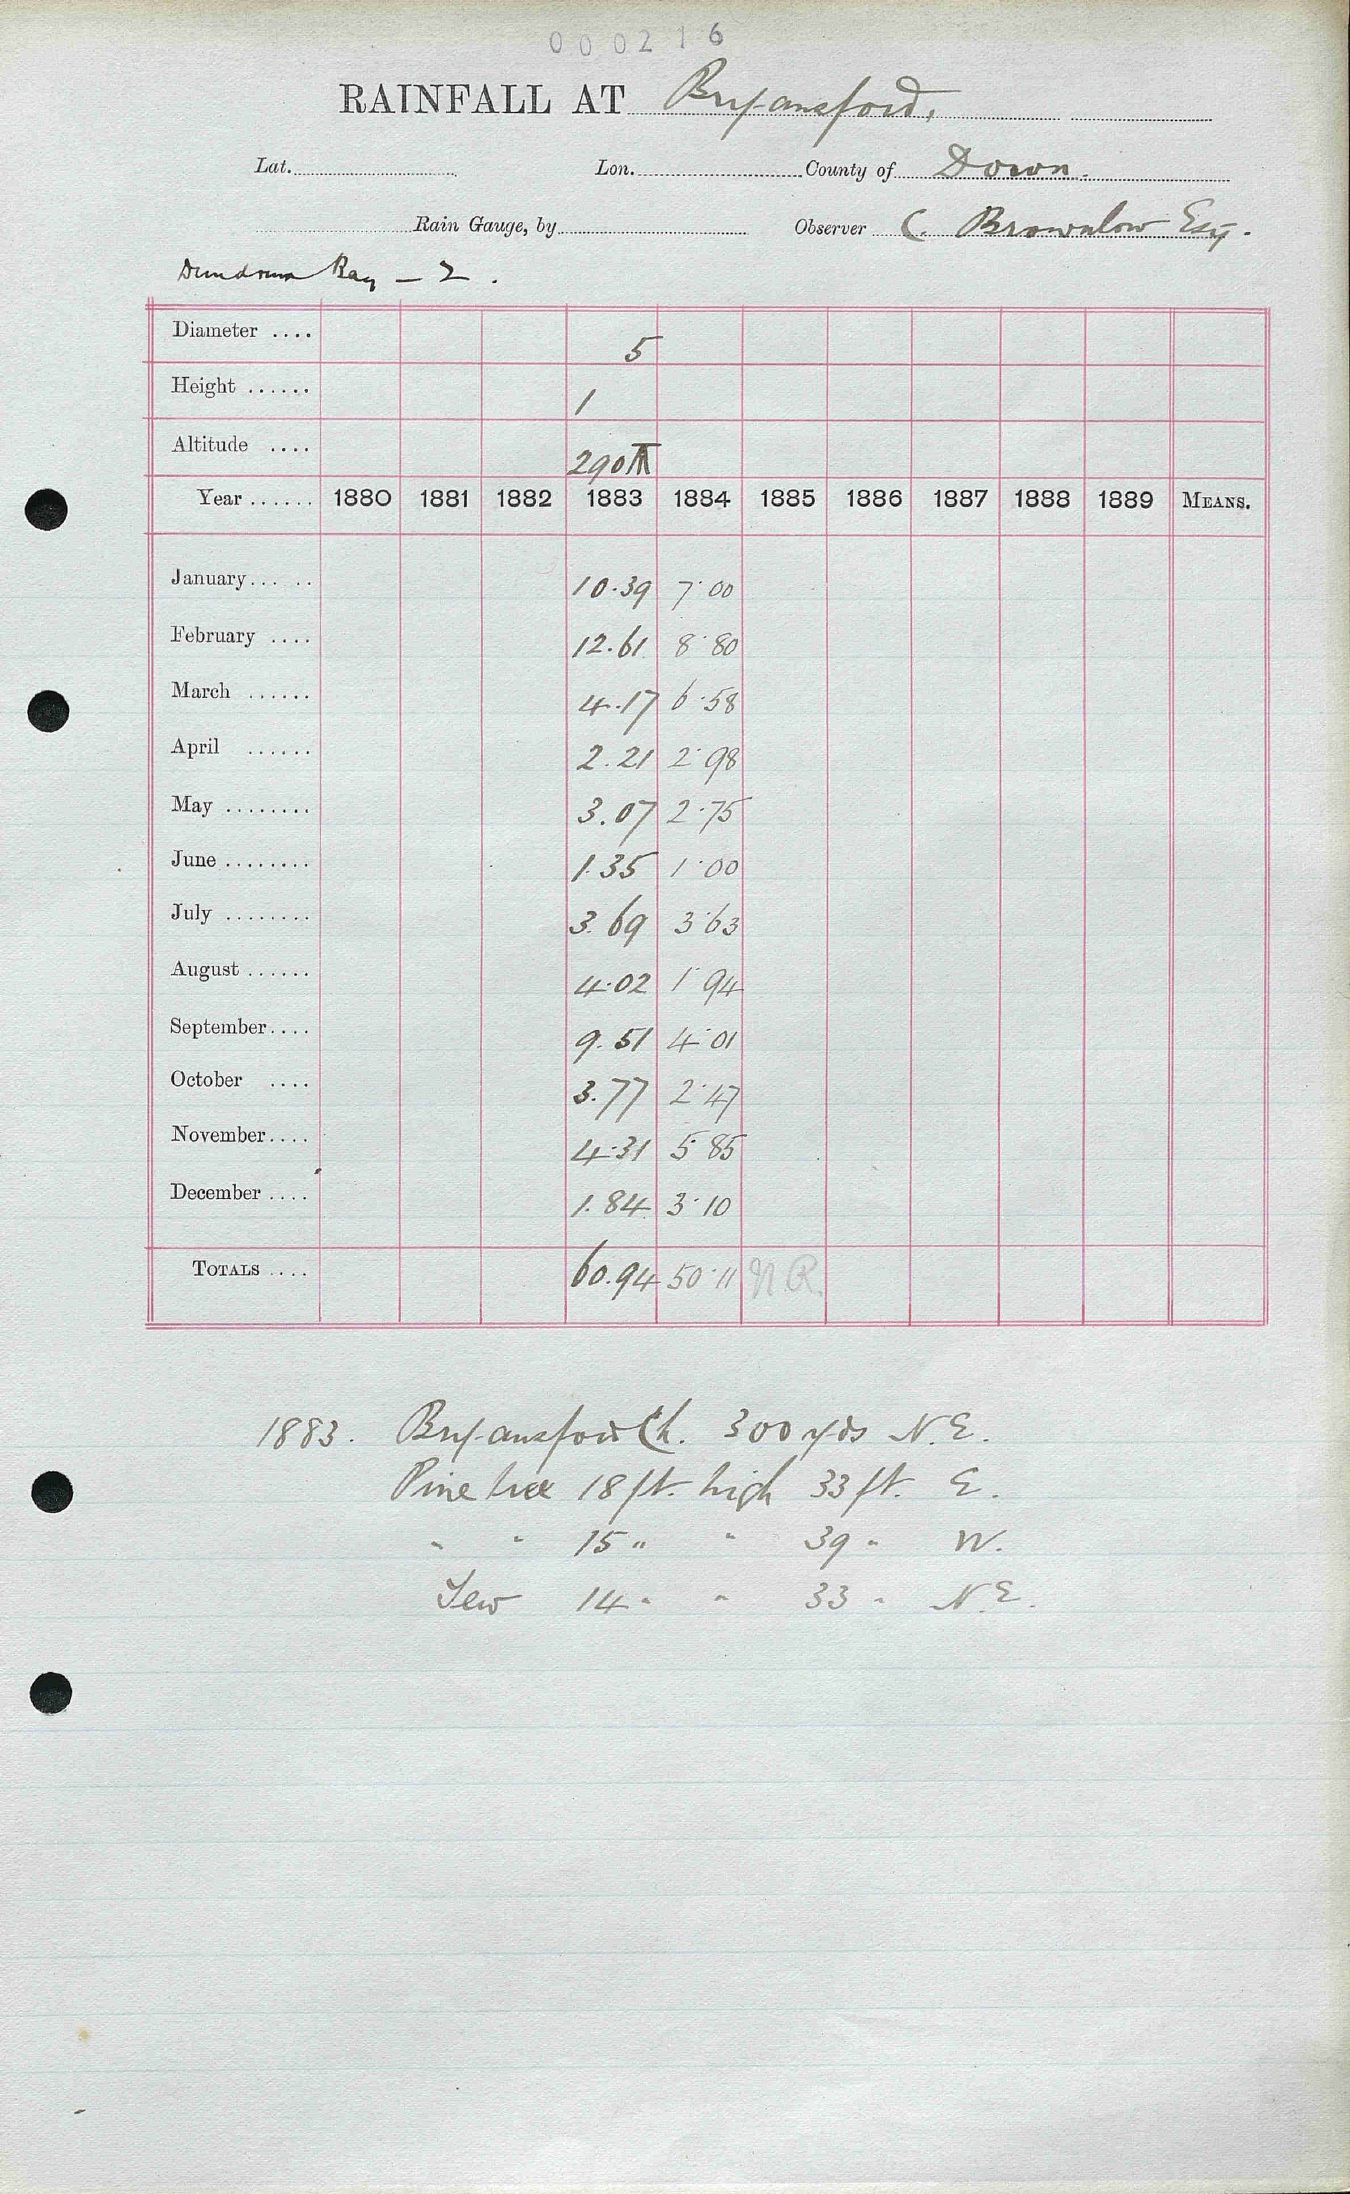 000216
RAINFALL AT Bryansford.
Lat. Lon. County of Down.
Rain Gauge, by Observer C. Brownlow Esq.
Dundrum Bay – 2.
Diameter .... 5
Height ...... 1
Altitude .... 290
Year ...... 1880 1881 1882 1883 1884 1885 1886 1887 1888 1889 MEANS.
January... .. 10.39 7.00
February .... 12.61 8.80
March ...... 4.17 6.58
April ...... 2.21 2.98
May ........ 3.07 2.75
June ........ 1.35 1.00
July ........ 3.69 3.63
August ...... 4.02 1.94
September.... 9.51 4.01
October .... 3.77 2.47
November.... 4.31 5.85
December .... 1.84 3.10
TOTALS .... 60.94 50.11 N.R.
1883. Bryansford Ch. 300 yds N.E.
Pine tree 18 ft. high 33 ft. E.
" " 15 " " 39 " W.
Yew 14 " " 33 " N.E.